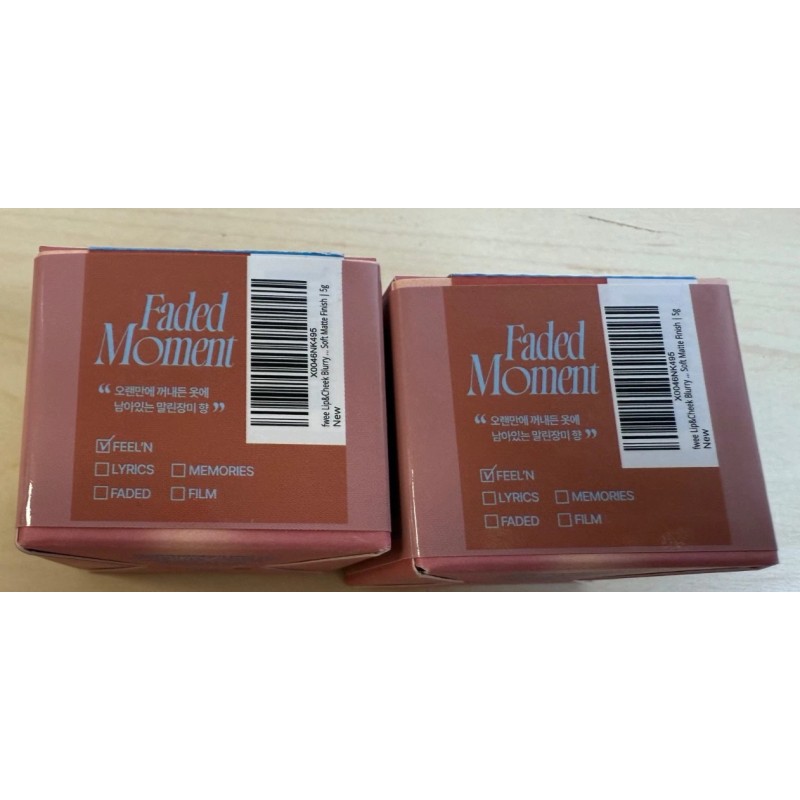 Faded
Moment
“ 오랜만에 꺼내든 옷에
남아있는 말린장미 향 ”
☑ FEEL'N
☐ LYRICS ☐ MEMORIES
☐ FADED ☐ FILM
X0046NK495
fwee Lip&Cheek Blurry ... Soft Matte Finish | 5g
New
Faded
Moment
“ 오랜만에 꺼내든 옷에
남아있는 말린장미 향 ”
☑ FEEL'N
☐ LYRICS ☐ MEMORIES
☐ FADED ☐ FILM
X0046NK495
fwee Lip&Cheek Blurry ... Soft Matte Finish | 5g
New